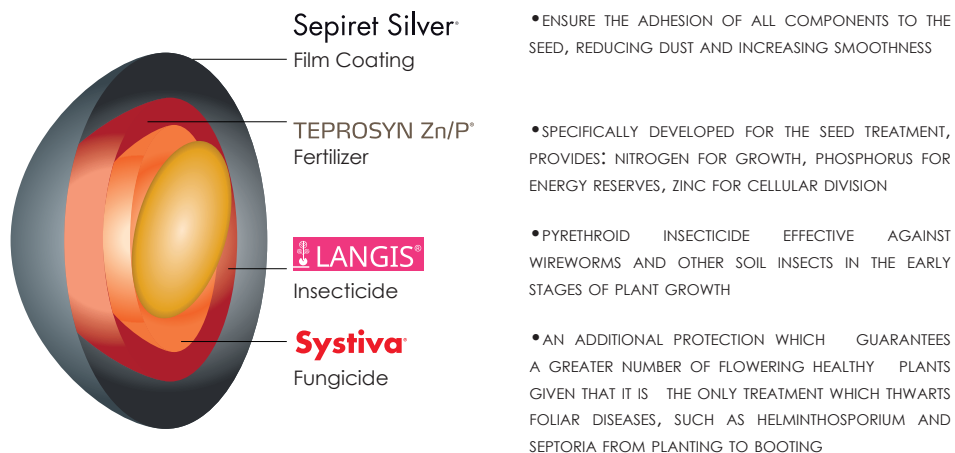 Sepiret Silver®
Film Coating
•ENSURE THE ADHESION OF ALL COMPONENTS TO THE
SEED, REDUCING DUST AND INCREASING SMOOTHNESS
TEPROSYN Zn/P®
Fertilizer
•SPECIFICALLY DEVELOPED FOR THE SEED TREATMENT,
PROVIDES: NITROGEN FOR GROWTH, PHOSPHORUS FOR
ENERGY RESERVES, ZINC FOR CELLULAR DIVISION
LANGIS®
Insecticide
•PYRETHROID INSECTICIDE EFFECTIVE AGAINST
WIREWORMS AND OTHER SOIL INSECTS IN THE EARLY
STAGES OF PLANT GROWTH
Systiva®
Fungicide
•AN ADDITIONAL PROTECTION WHICH GUARANTEES
A GREATER NUMBER OF FLOWERING HEALTHY PLANTS
GIVEN THAT IT IS THE ONLY TREATMENT WHICH THWARTS
FOLIAR DISEASES, SUCH AS HELMINTHOSPORIUM AND
SEPTORIA FROM PLANTING TO BOOTING